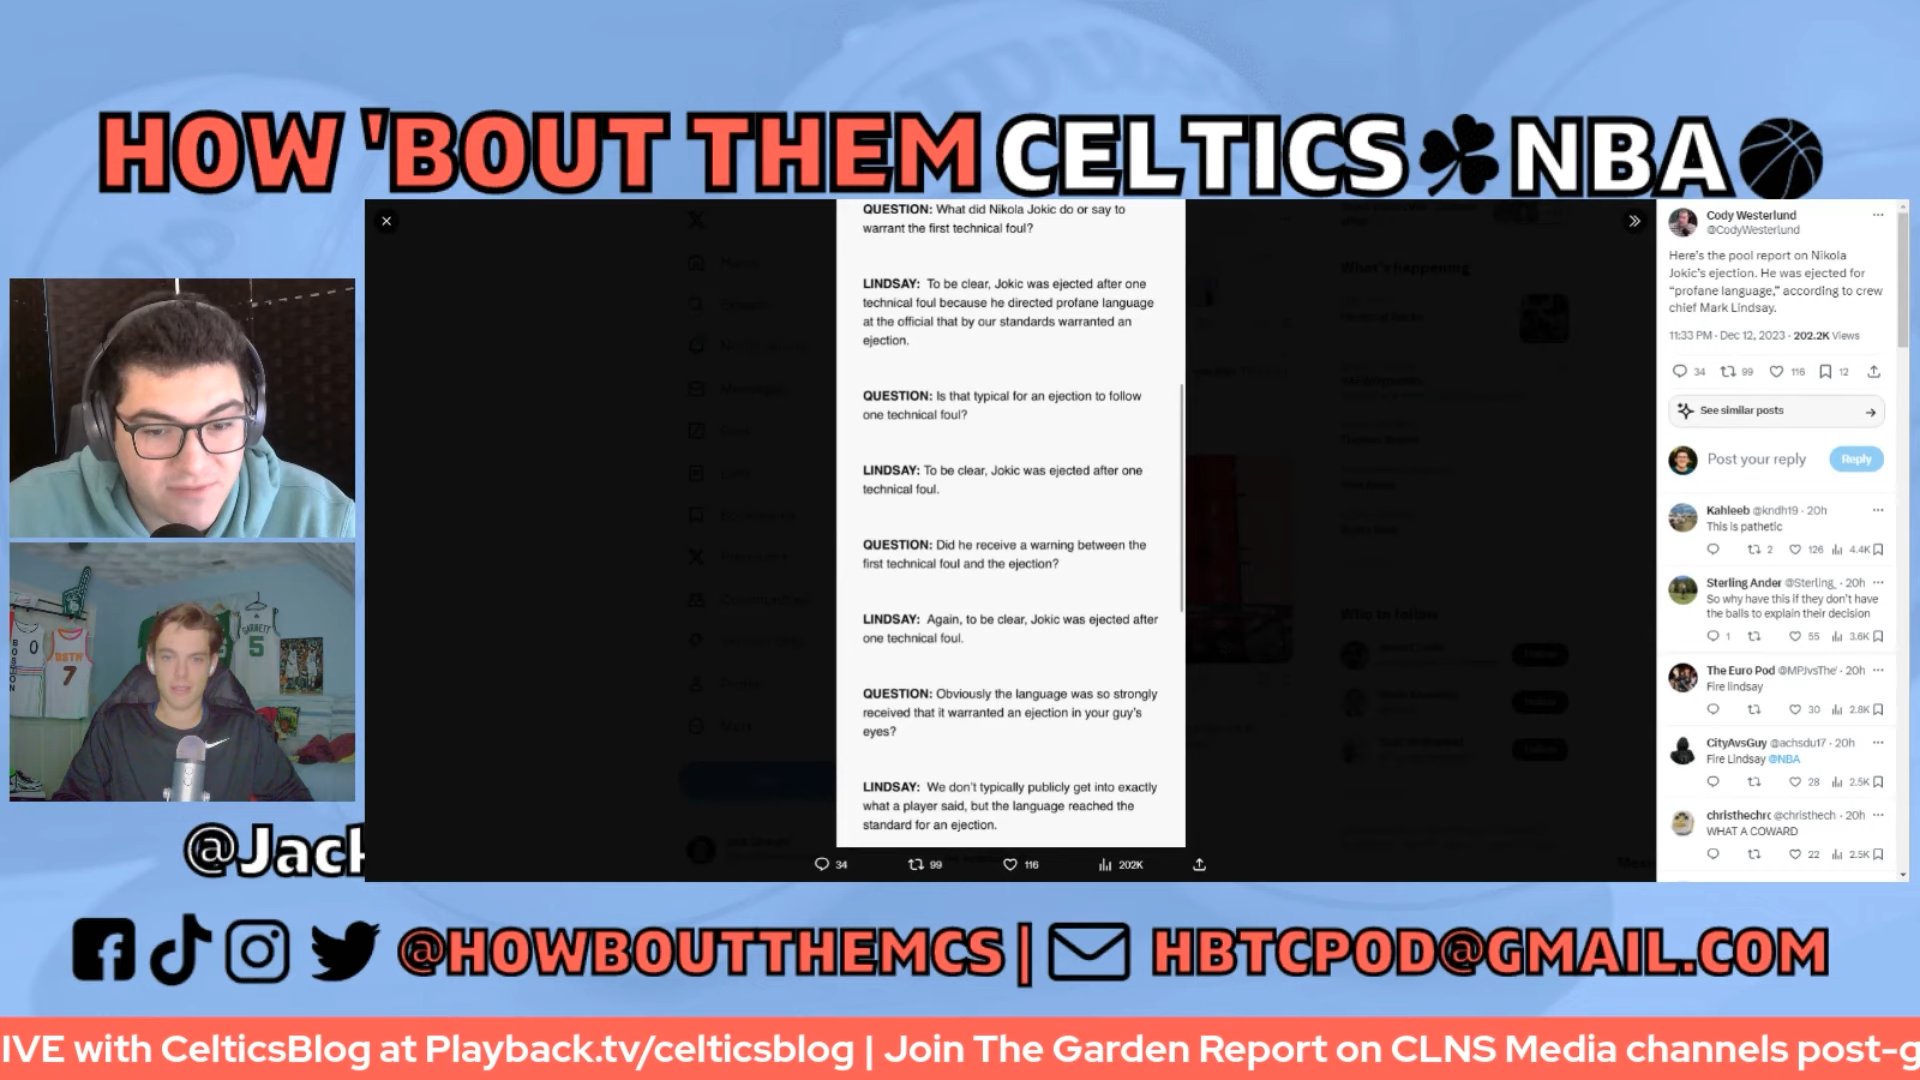 HOW 'BOUT THEM CELTICS NBA
QUESTION: What did Nikola Jokic do or say to
warrant the first technical foul?
LINDSAY: To be clear, Jokic was ejected after one
technical foul because he directed profane language
at the official that by our standards warranted an
ejection.
QUESTION: Is that typical for an ejection to follow
one technical foul?
LINDSAY: To be clear, Jokic was ejected after one
technical foul.
QUESTION: Did he receive a warning between the
first technical foul and the ejection?
LINDSAY: Again, to be clear, Jokic was ejected after
one technical foul.
QUESTION: Obviously the language was so strongly
received that it warranted an ejection in your guy's
eyes?
LINDSAY: We don't typically publicly get into exactly
what a player said, but the language reached the
standard for an ejection.
34 99 116 202K
What's happening
Who to follow
Cody Westerlund
@CodyWesterlund
Here's the pool report on Nikola
Jokic's ejection. He was ejected for
"profane language," according to crew
chief Mark Lindsay.
11:33 PM · Dec 12, 2023 · 202.2K Views
34 99 116 12
See similar posts
Post your reply
Reply
Kahleeb @kndh19 · 20h
This is pathetic
2 126 4.4K
Sterling Ander @Sterling_ · 20h
So why have this if they don't have
the balls to explain their decision
1 55 3.6K
The Euro Pod @MPJvsThe · 20h
Fire lindsay
30 2.8K
CityAvsGuy @achsdu17 · 20h
Fire Lindsay @NBA
28 2.5K
christhechrc @christhech · 20h
WHAT A COWARD
22 2.5K
BOSTON
0
7
GARNETT
5
@Jack
@HOWBOUTTHEMCS | HBTCPOD@GMAIL.COM
IVE with CelticsBlog at Playback.tv/celticsblog | Join The Garden Report on CLNS Media channels post-g